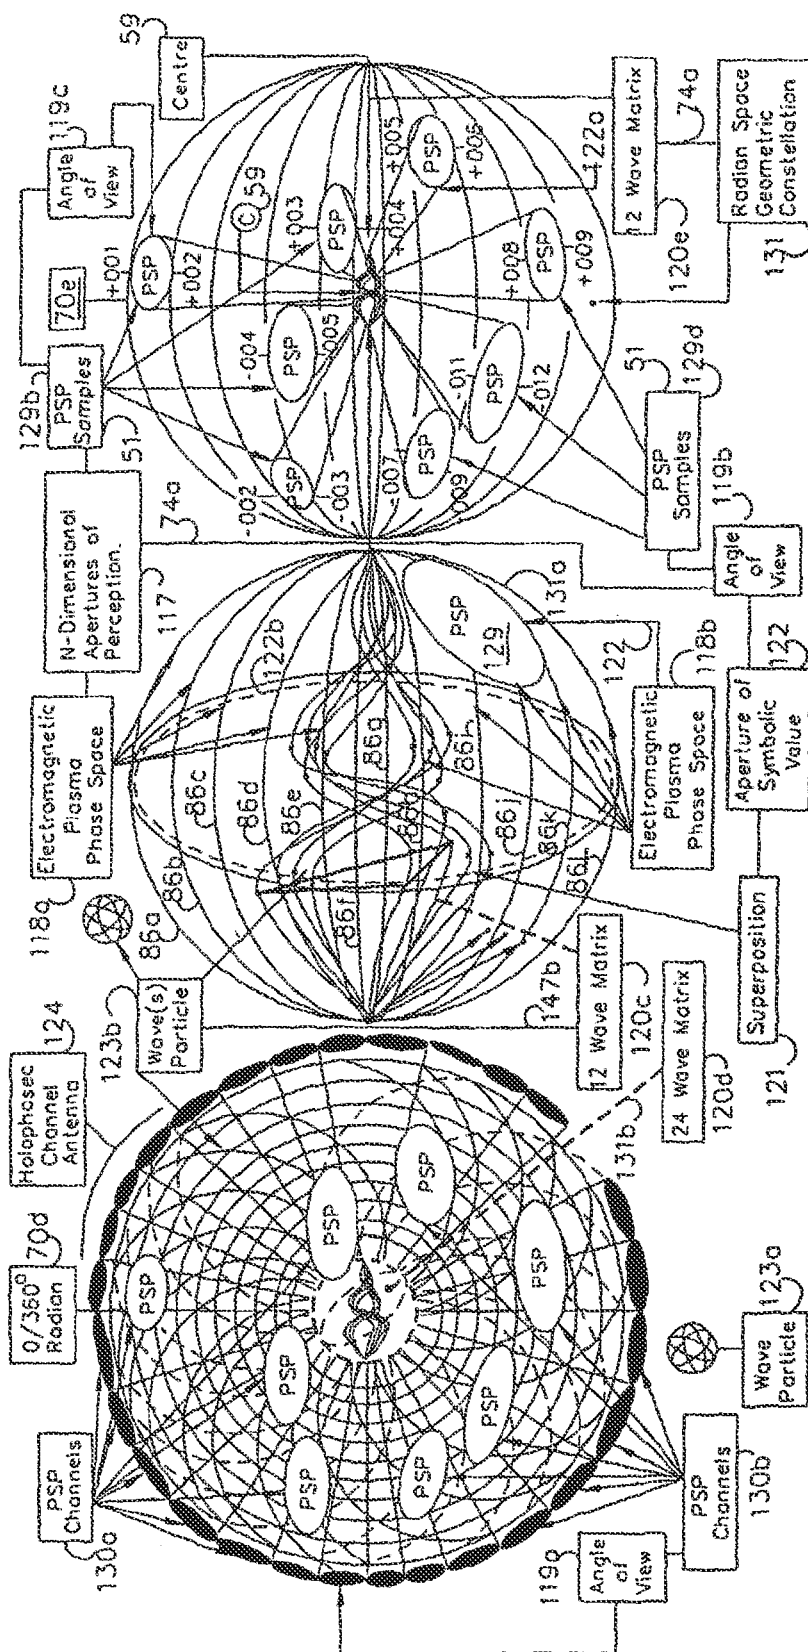 130a
PSP
Channels
0/360°
Radian
70d
Holophosec
Channel
Antenna
124
118a
Electromagnetic
Plasma
Phase Space
N-Dimensional
Apertures of
Perception.
117
129b
PSP
Samples
51
70e
Angle
of
View
119c
59
Centre
123b
Wave(s)
Particle
86a
86b
86c
86d
86e
86f
86g
86h
86j
86k
86L
122b
74a
PSP
PSP
PSP
PSP
PSP
PSP
PSP
PSP
+001
PSP
+002
C
59
+003
PSP
+004
-004
PSP
-005
-002
PSP
-003
+005
PSP
+006
-007
PSP
-009
-011
PSP
-012
+008
PSP
+009
PSP
129
131a
122
122a
119a
Angle
of
View
PSP
Channels
130b
Wave
Particle
123a
131b
147b
12 Wave Matrix
120c
24 Wave Matrix
120d
Superposition
121
Electromagnetic
Plasma
Phase Space
118b
Aperture of
Symbolic
Value
122
Angle
of
View
119b
PSP
Samples
51
129d
12 Wave Matrix
120e
74a
Radian Space
Geometric
Constellation
131